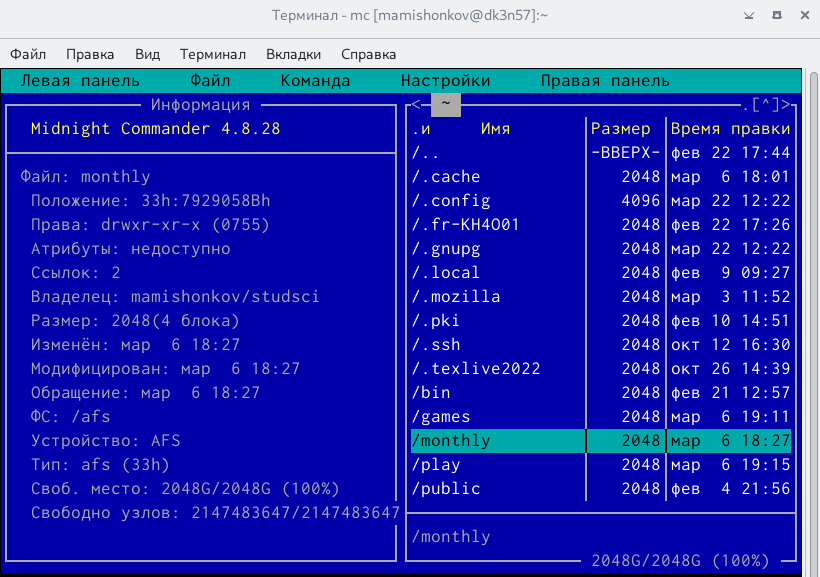 Терминал - mc [mamishonkov@dk3n57]:~
Файл Правка Вид Терминал Вкладки Справка
Левая панель Файл Команда Настройки Правая панель
Информация
Midnight Commander 4.8.28
Файл: monthly
Положение: 33h:7929058Bh
Права: drwxr-xr-x (0755)
Атрибуты: недоступно
Ссылок: 2
Владелец: mamishonkov/studsci
Размер: 2048(4 блока)
Изменён: мар  6 18:27
Модифицирован: мар  6 18:27
Обращение: мар  6 18:27
ФС: /afs
Устройство: AFS
Тип: afs (33h)
Своб. место: 2048G/2048G (100%)
Свободно узлов: 2147483647/2147483647
<─ ~ .[^]>
.и Имя Размер Время правки
/.. -ВВЕРХ- фев 22 17:44
/.cache 2048 мар  6 18:01
/.config 4096 мар 22 12:22
/.fr-KH4O01 2048 фев 22 17:26
/.gnupg 2048 мар 22 12:22
/.local 2048 фев  9 09:27
/.mozilla 2048 мар  3 11:52
/.pki 2048 фев 10 14:51
/.ssh 2048 окт 12 16:30
/.texlive2022 2048 окт 26 14:39
/bin 2048 фев 21 12:57
/games 2048 мар  6 19:11
/monthly 2048 мар  6 18:27
/play 2048 мар  6 19:15
/public 2048 фев  4 21:56
/monthly
2048G/2048G (100%)